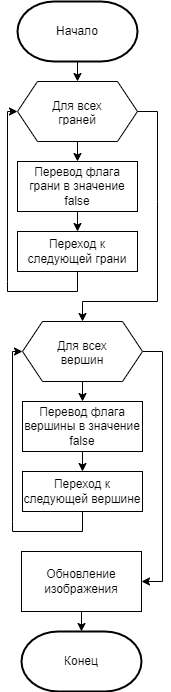 Начало
Для всех
граней
Перевод флага
грани в значение
false
Переход к
следующей грани
Для всех
вершин
Перевод флага
вершины в значение
false
Переход к
следующей вершине
Обновление
изображения
Конец